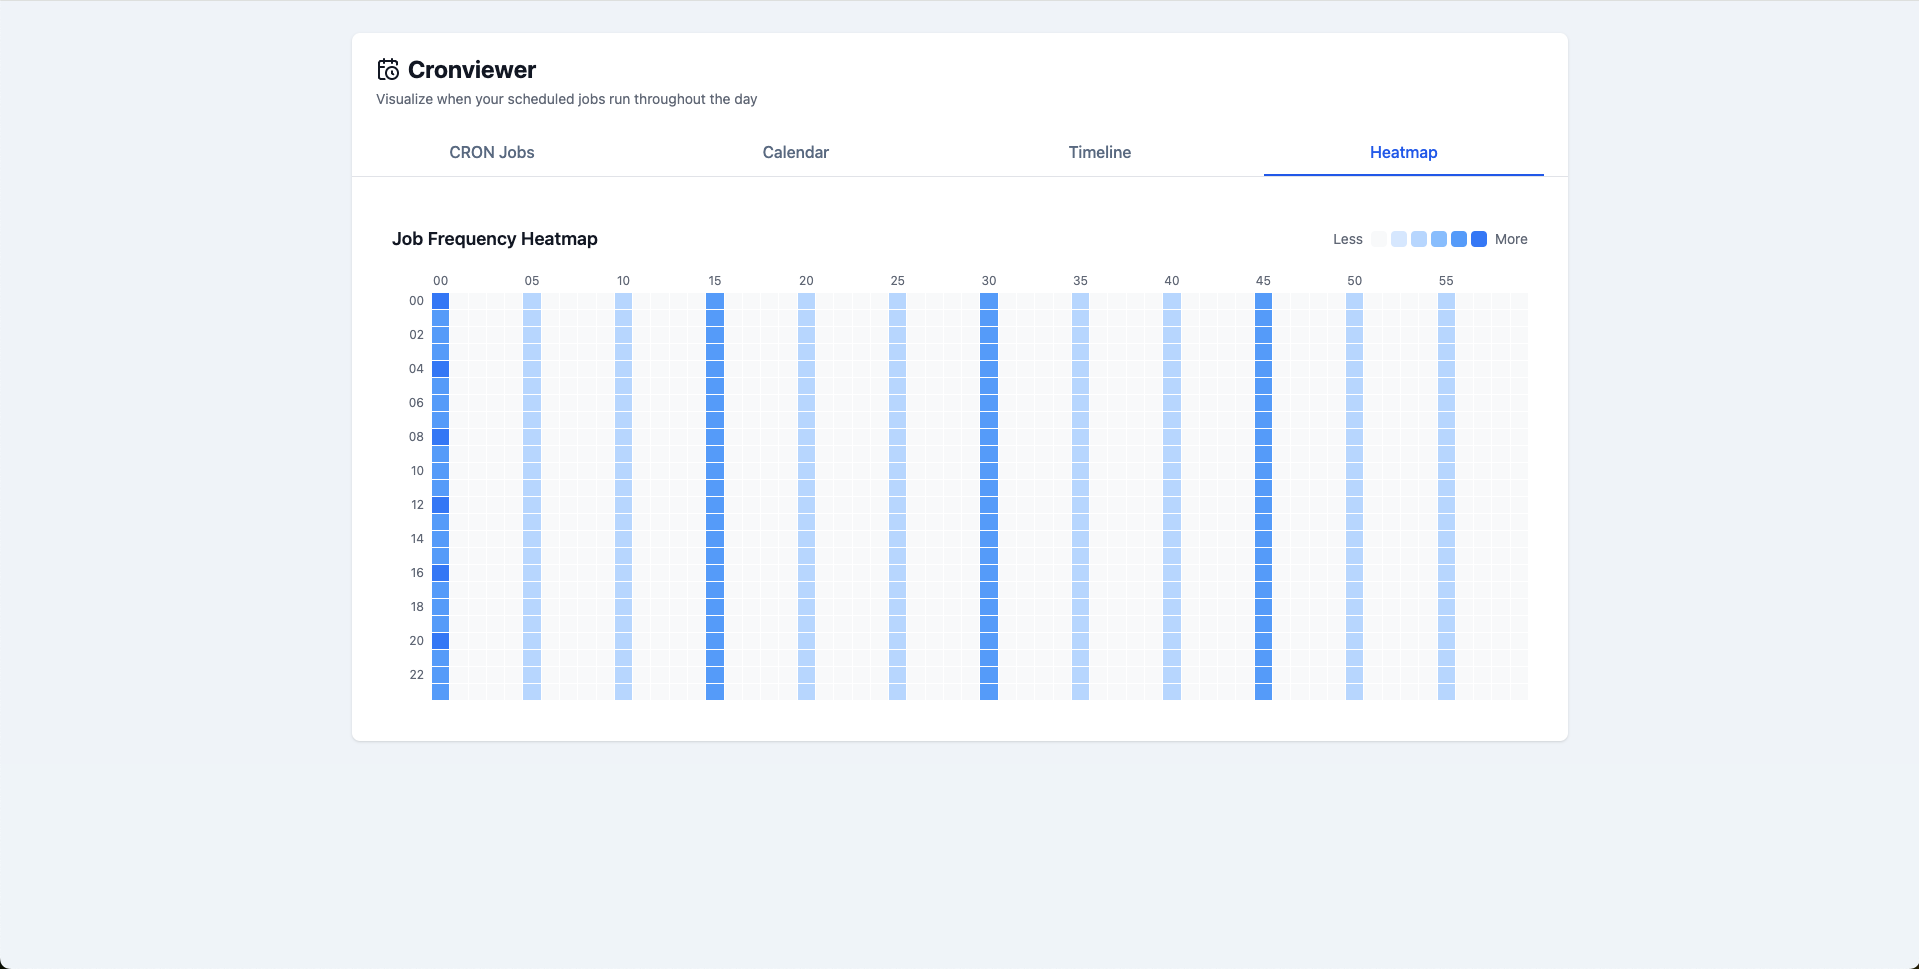 Cronviewer
Visualize when your scheduled jobs run throughout the day
CRON Jobs Calendar Timeline Heatmap
Job Frequency Heatmap Less More
00 05 10 15 20 25 30 35 40 45 50 55
00
02
04
06
08
10
12
14
16
18
20
22